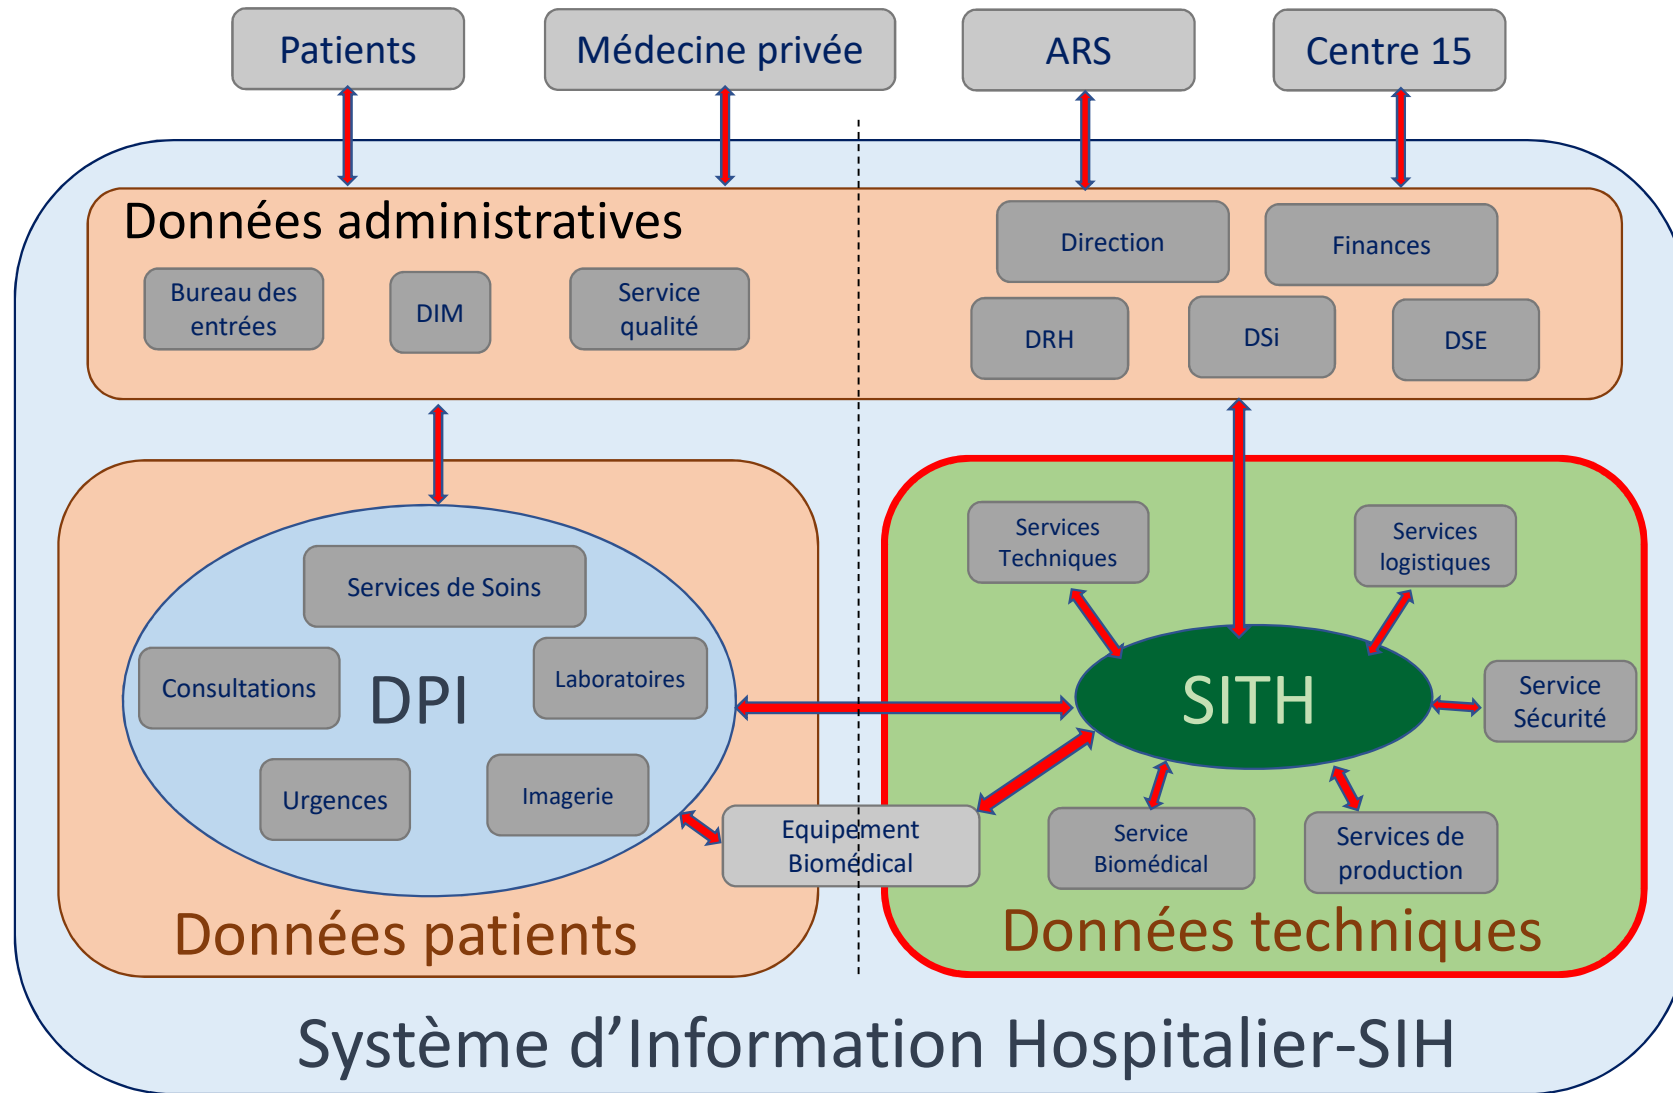 Patients
Médecine privée
ARS
Centre 15
Données administratives
Bureau des
entrées
DIM
Service
qualité
Direction
Finances
DRH
DSi
DSE
Services de Soins
Consultations
DPI
Laboratoires
Urgences
Imagerie
Données patients
Equipement
Biomédical
Services
Techniques
Services
logistiques
SITH
Service
Sécurité
Service
Biomédical
Services de
production
Données techniques
Système d’Information Hospitalier-SIH